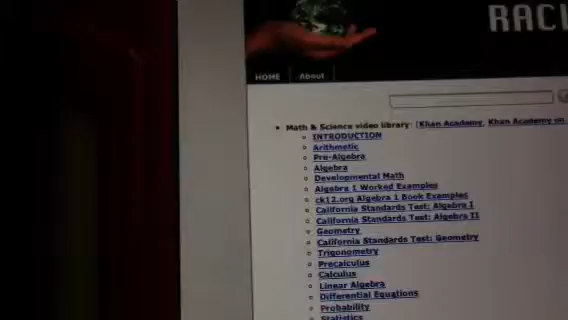 RACI
HOME About
Math & Science video library: [Khan Academy, Khan Academy on
INTRODUCTION
Arithmetic
Pre-Algebra
Algebra
Developmental Math
Algebra 1 Worked Examples
ck12.org Algebra 1 Book Examples
California Standards Test: Algebra I
California Standards Test: Algebra II
Geometry
California Standards Test: Geometry
Trigonometry
Precalculus
Calculus
Linear Algebra
Differential Equations
Probability
Statistics